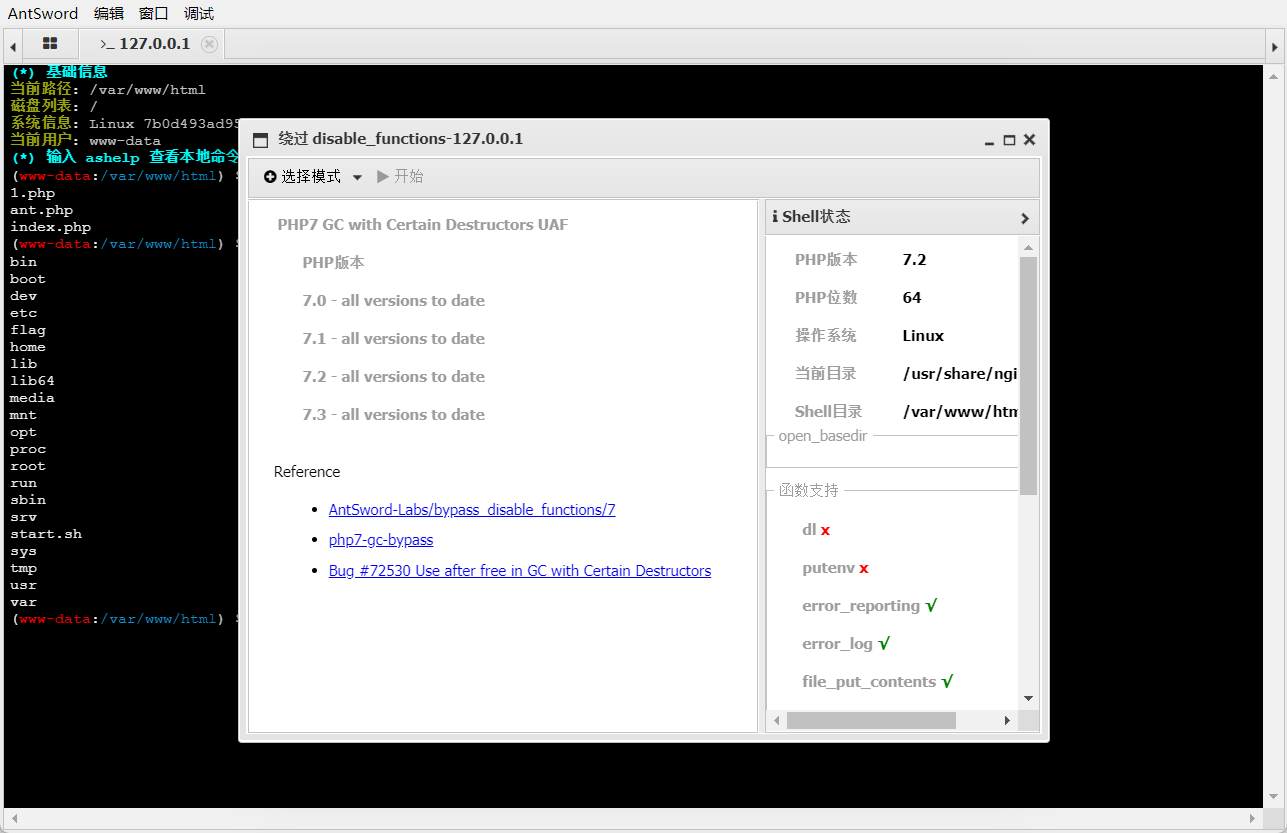 AntSword 编辑 窗口 调试
>_ 127.0.0.1
(*) 基础信息
当前路径: /var/www/html
磁盘列表: /
系统信息: Linux 7b0d493ad95
当前用户: www-data
(*) 输入 ashelp 查看本地命令
(www-data:/var/www/html) $
1.php
ant.php
index.php
(www-data:/var/www/html) $
bin
boot
dev
etc
flag
home
lib
lib64
media
mnt
opt
proc
root
run
sbin
srv
start.sh
sys
tmp
usr
var
(www-data:/var/www/html) $
绕过 disable_functions-127.0.0.1
选择模式 开始
PHP7 GC with Certain Destructors UAF
PHP版本
7.0 - all versions to date
7.1 - all versions to date
7.2 - all versions to date
7.3 - all versions to date
Reference
AntSword-Labs/bypass_disable_functions/7
php7-gc-bypass
Bug #72530 Use after free in GC with Certain Destructors
Shell状态
PHP版本 7.2
PHP位数 64
操作系统 Linux
当前目录 /usr/share/ngi
Shell目录 /var/www/htm
open_basedir
函数支持
dl x
putenv x
error_reporting √
error_log √
file_put_contents √